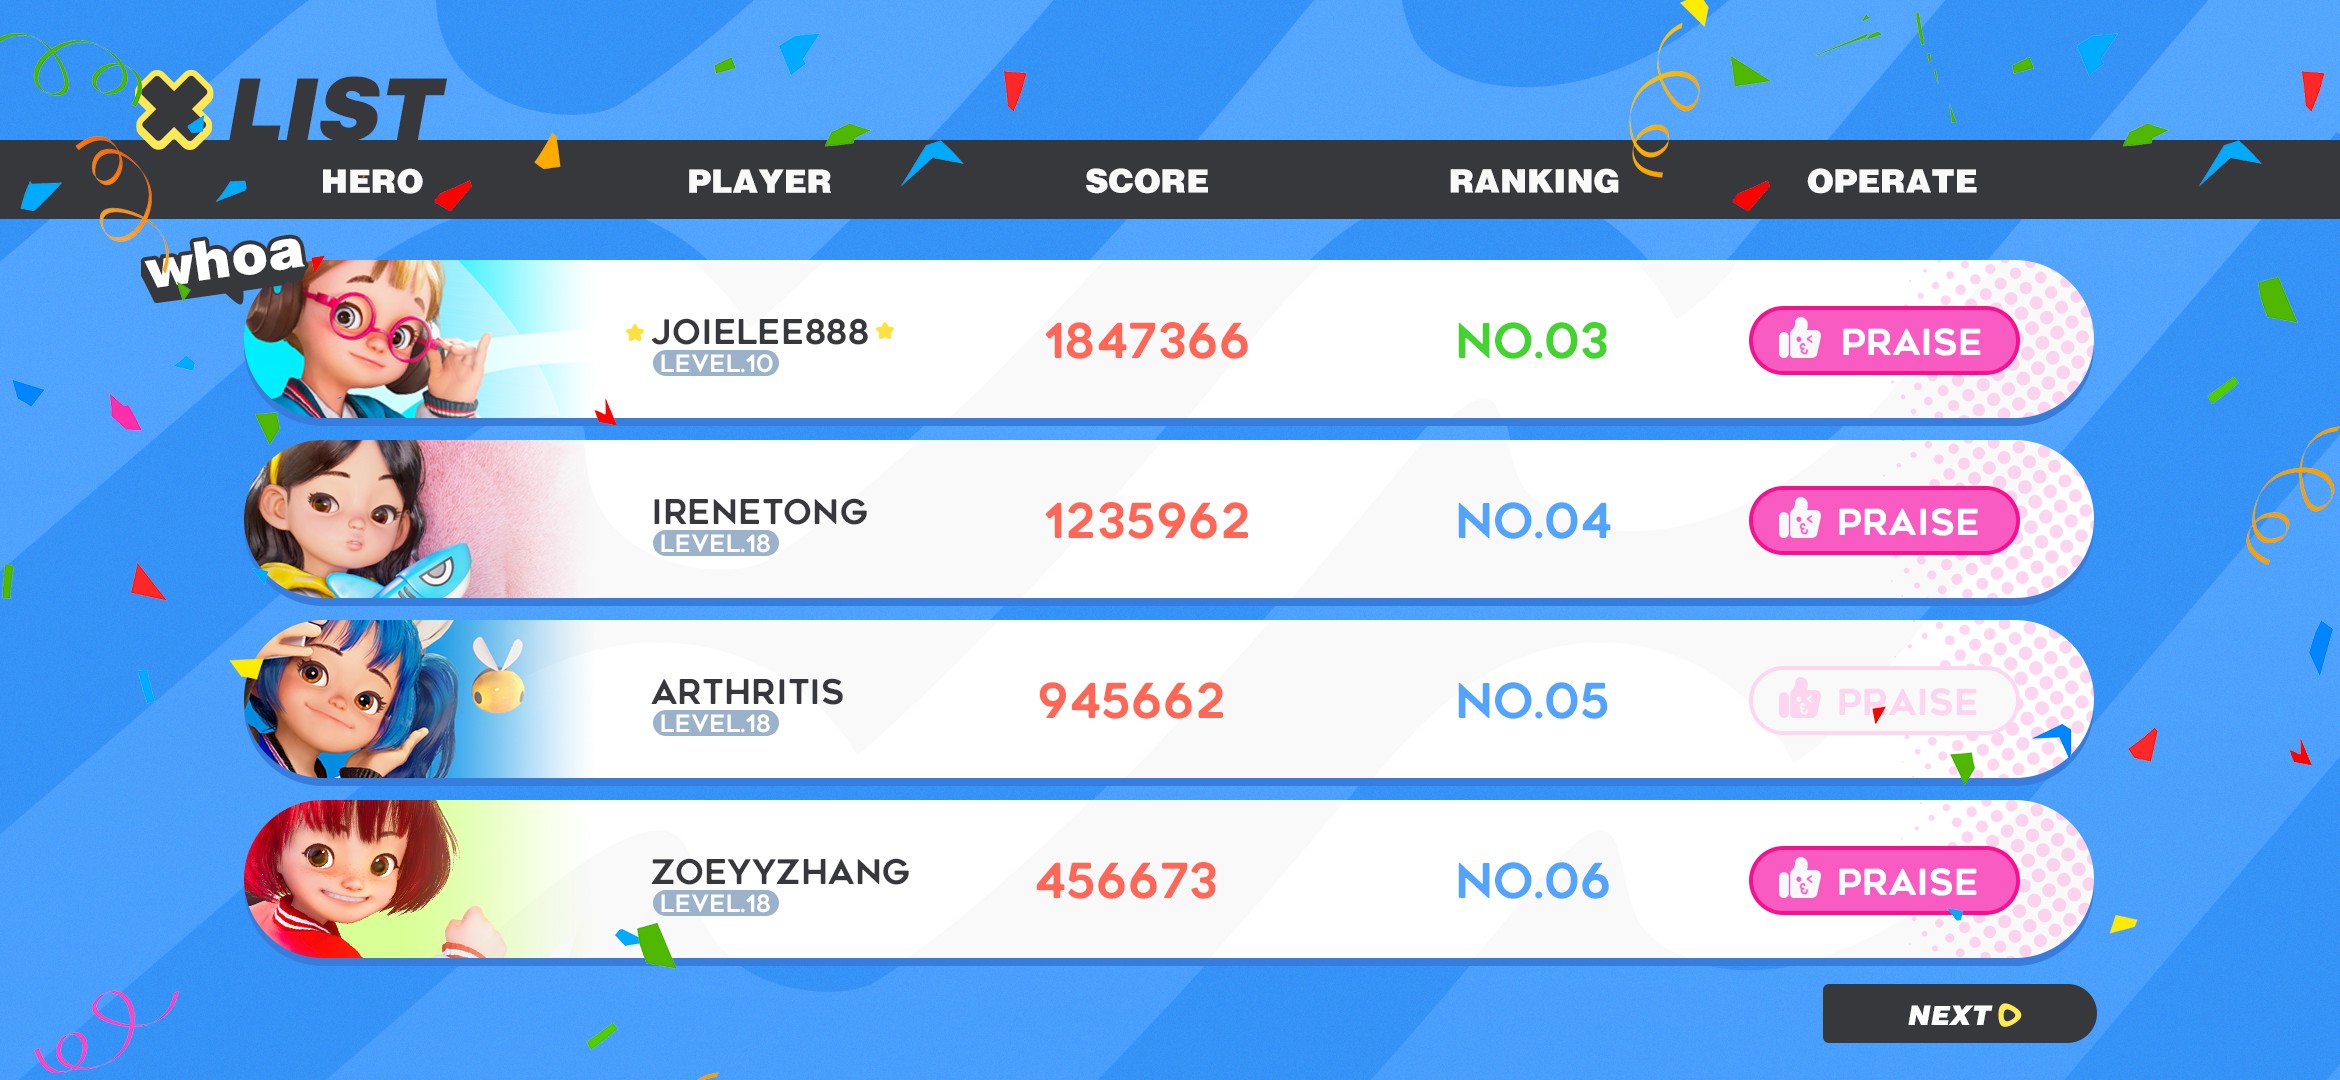 LIST
HERO PLAYER SCORE RANKING OPERATE
whoa
JOIELEE888 1847366 NO.03 PRAISE
LEVEL.10
IRENETONG 1235962 NO.04 PRAISE
LEVEL.18
ARTHRITIS 945662 NO.05 PRAISE
LEVEL.18
ZOEYYZHANG 456673 NO.06 PRAISE
LEVEL.18
NEXT